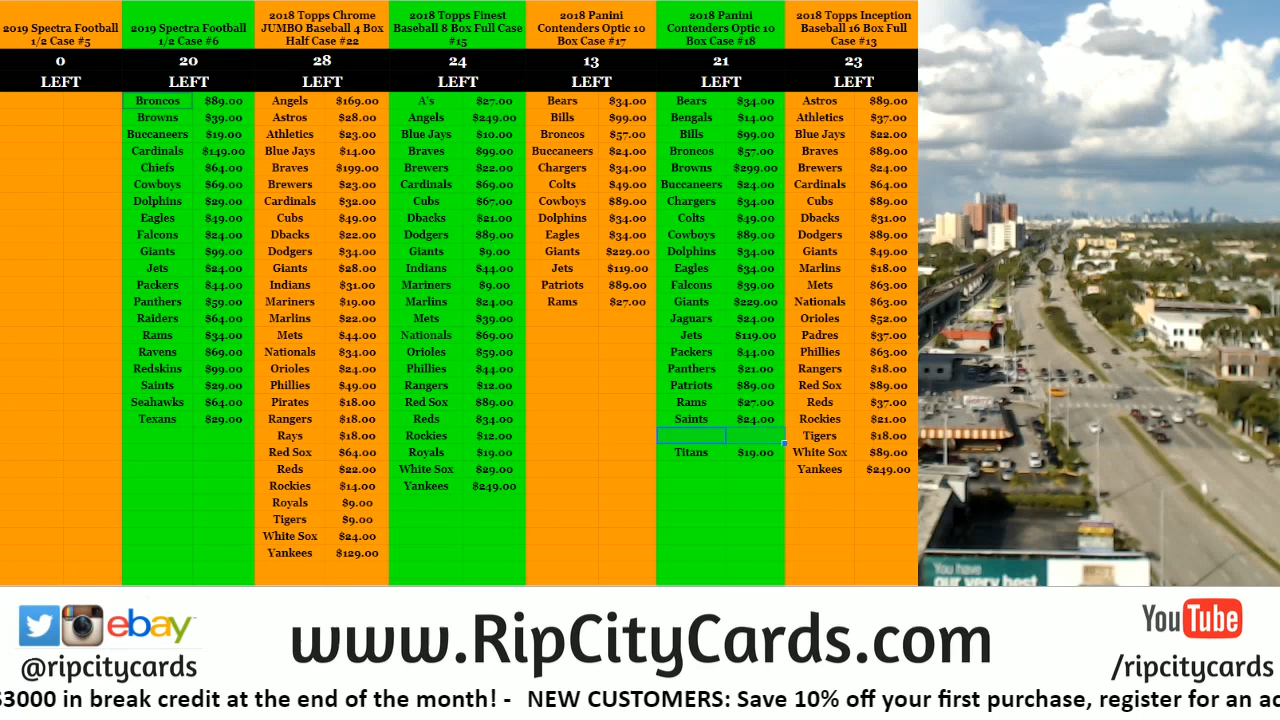 2019 Spectra Football 1/2 Case #5
0
LEFT
2019 Spectra Football 1/2 Case #6
20
LEFT
Broncos $89.00
Browns $39.00
Buccaneers $19.00
Cardinals $149.00
Chiefs $64.00
Cowboys $69.00
Dolphins $29.00
Eagles $49.00
Falcons $24.00
Giants $99.00
Jets $24.00
Packers $44.00
Panthers $59.00
Raiders $64.00
Rams $34.00
Ravens $69.00
Redskins $99.00
Saints $29.00
Seahawks $64.00
Texans $29.00
2018 Topps Chrome
JUMBO Baseball 4 Box
Half Case #22
28
LEFT
Angels $169.00
Astros $28.00
Athletics $23.00
Blue Jays $14.00
Braves $199.00
Brewers $23.00
Cardinals $32.00
Cubs $49.00
Dbacks $22.00
Dodgers $34.00
Giants $28.00
Indians $31.00
Mariners $19.00
Marlins $22.00
Mets $44.00
Nationals $34.00
Orioles $24.00
Phillies $49.00
Pirates $18.00
Rangers $18.00
Rays $18.00
Red Sox $64.00
Reds $22.00
Rockies $14.00
Royals $9.00
Tigers $9.00
White Sox $24.00
Yankees $129.00
2018 Topps Finest
Baseball 8 Box Full Case
#15
24
LEFT
A's $27.00
Angels $249.00
Blue Jays $10.00
Braves $99.00
Brewers $22.00
Cardinals $69.00
Cubs $67.00
Dbacks $21.00
Dodgers $89.00
Giants $9.00
Indians $44.00
Mariners $9.00
Marlins $24.00
Mets $39.00
Nationals $69.00
Orioles $59.00
Phillies $44.00
Rangers $12.00
Red Sox $89.00
Reds $34.00
Rockies $12.00
Royals $19.00
White Sox $29.00
Yankees $249.00
2018 Panini
Contenders Optic 10
Box Case #17
13
LEFT
Bears $34.00
Bills $99.00
Broncos $57.00
Buccaneers $24.00
Chargers $34.00
Colts $49.00
Cowboys $89.00
Dolphins $34.00
Eagles $34.00
Giants $229.00
Jets $119.00
Patriots $89.00
Rams $27.00
2018 Panini
Contenders Optic 10
Box Case #18
21
LEFT
Bears $34.00
Bengals $14.00
Bills $99.00
Broncos $57.00
Browns $299.00
Buccaneers $24.00
Chargers $34.00
Colts $49.00
Cowboys $89.00
Dolphins $34.00
Eagles $34.00
Falcons $39.00
Giants $229.00
Jaguars $24.00
Jets $119.00
Packers $44.00
Panthers $21.00
Patriots $89.00
Rams $27.00
Saints $24.00
Titans $19.00
2018 Topps Inception
Baseball 16 Box Full
Case #13
23
LEFT
Astros $89.00
Athletics $37.00
Blue Jays $22.00
Braves $89.00
Brewers $24.00
Cardinals $64.00
Cubs $89.00
Dbacks $31.00
Dodgers $89.00
Giants $49.00
Marlins $18.00
Mets $63.00
Nationals $63.00
Orioles $52.00
Padres $37.00
Phillies $63.00
Rangers $18.00
Red Sox $89.00
Reds $37.00
Rockies $21.00
Tigers $18.00
White Sox $89.00
Yankees $249.00
You have
our very best
ebay
@ripcitycards
www.RipCityCards.com
YouTube
/ripcitycards
$3000 in break credit at the end of the month! - NEW CUSTOMERS: Save 10% off your first purchase, register for an ac